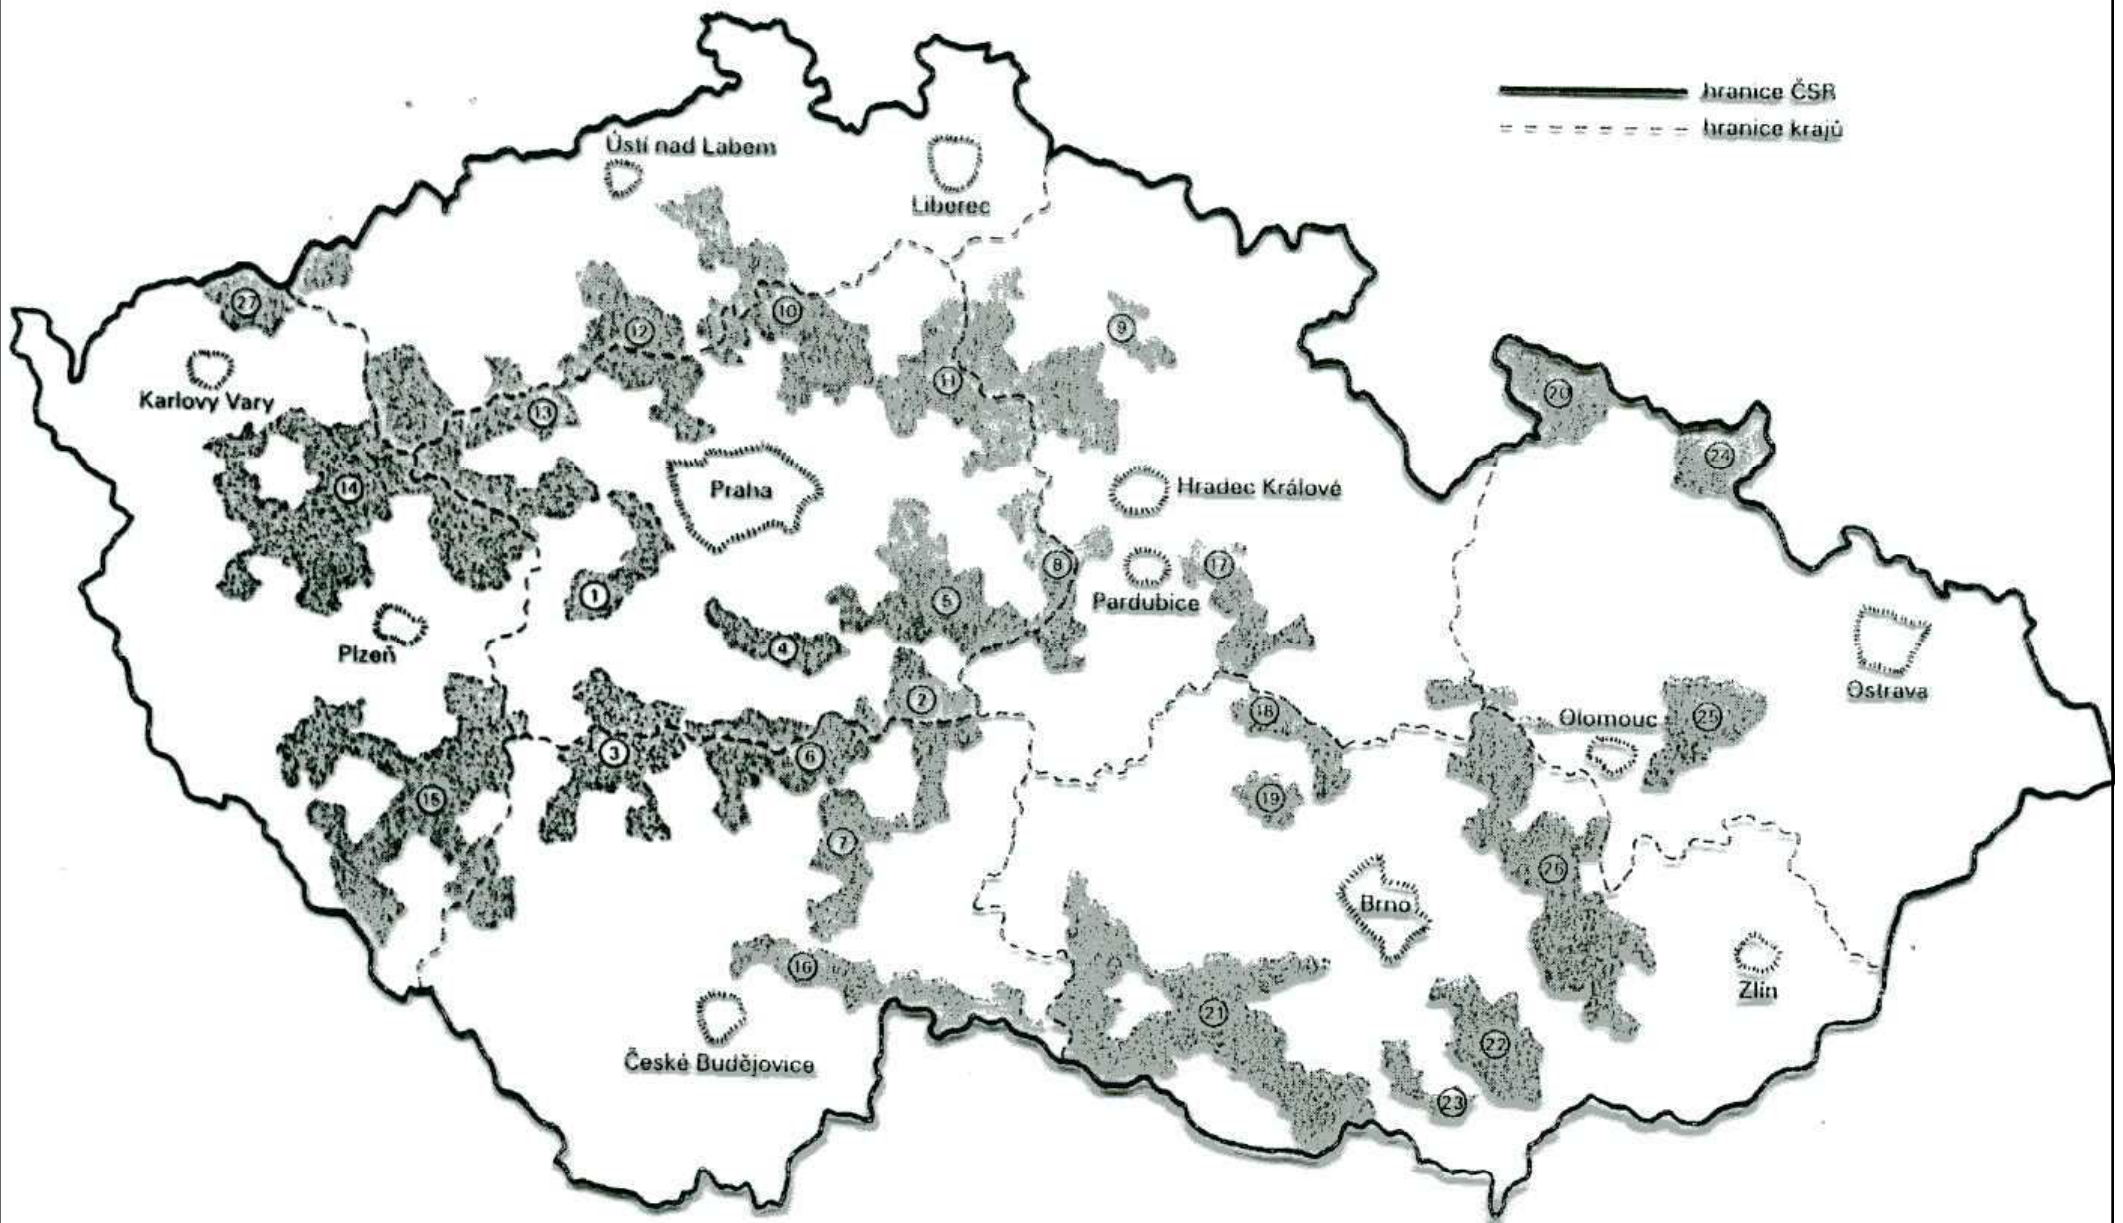 hranice ČSR
hranice krajů
Ústí nad Labem
Liberec
27
10
12
9
Karlovy Vary
11
20
13
24
14
Praha
Hradec Králové
8
17
1
5
Pardubice
4
Plzeň
Ostrava
2
18
Olomouc
25
3
6
15
19
7
26
Brno
16
21
Zlín
22
České Budějovice
23